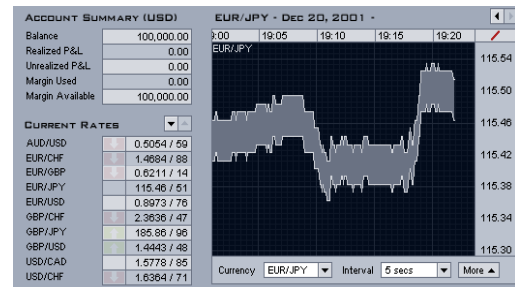 ACCOUNT SUMMARY (USD)
Balance 100,000.00
Realized P&L 0.00
Unrealized P&L 0.00
Margin Used 0.00
Margin Available 100,000.00
CURRENT RATES
AUD/USD 0.5054 / 59
EUR/CHF 1.4684 / 88
EUR/GBP 0.6211 / 14
EUR/JPY 115.46 / 51
EUR/USD 0.8973 / 76
GBP/CHF 2.3636 / 47
GBP/JPY 185.86 / 96
GBP/USD 1.4443 / 48
USD/CAD 1.5778 / 85
USD/CHF 1.6364 / 71
EUR/JPY - DEC 20, 2001 -
9:00 19:05 19:10 19:15 19:20
EUR/JPY
115.54
115.50
115.46
115.42
115.38
115.34
115.30
Currency EUR/JPY Interval 5 secs More